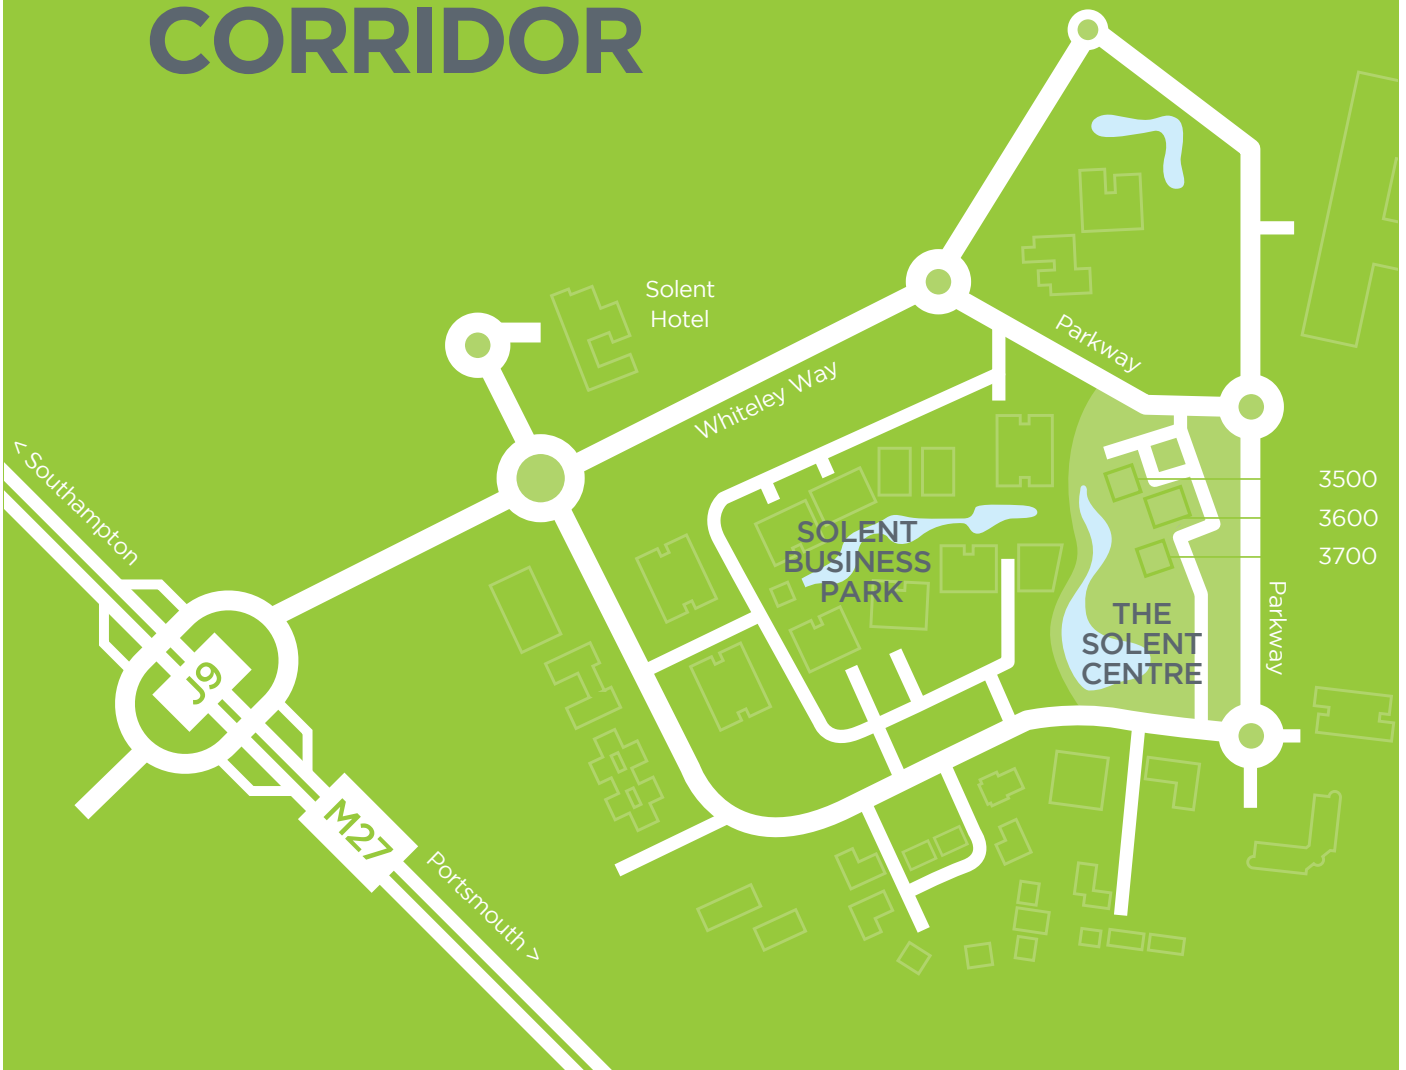 CORRIDOR
Solent
Hotel
Parkway
Whiteley Way
< Southampton
3500
3600
3700
SOLENT
BUSINESS
PARK
Parkway
THE
SOLENT
CENTRE
J9
M27
Portsmouth >